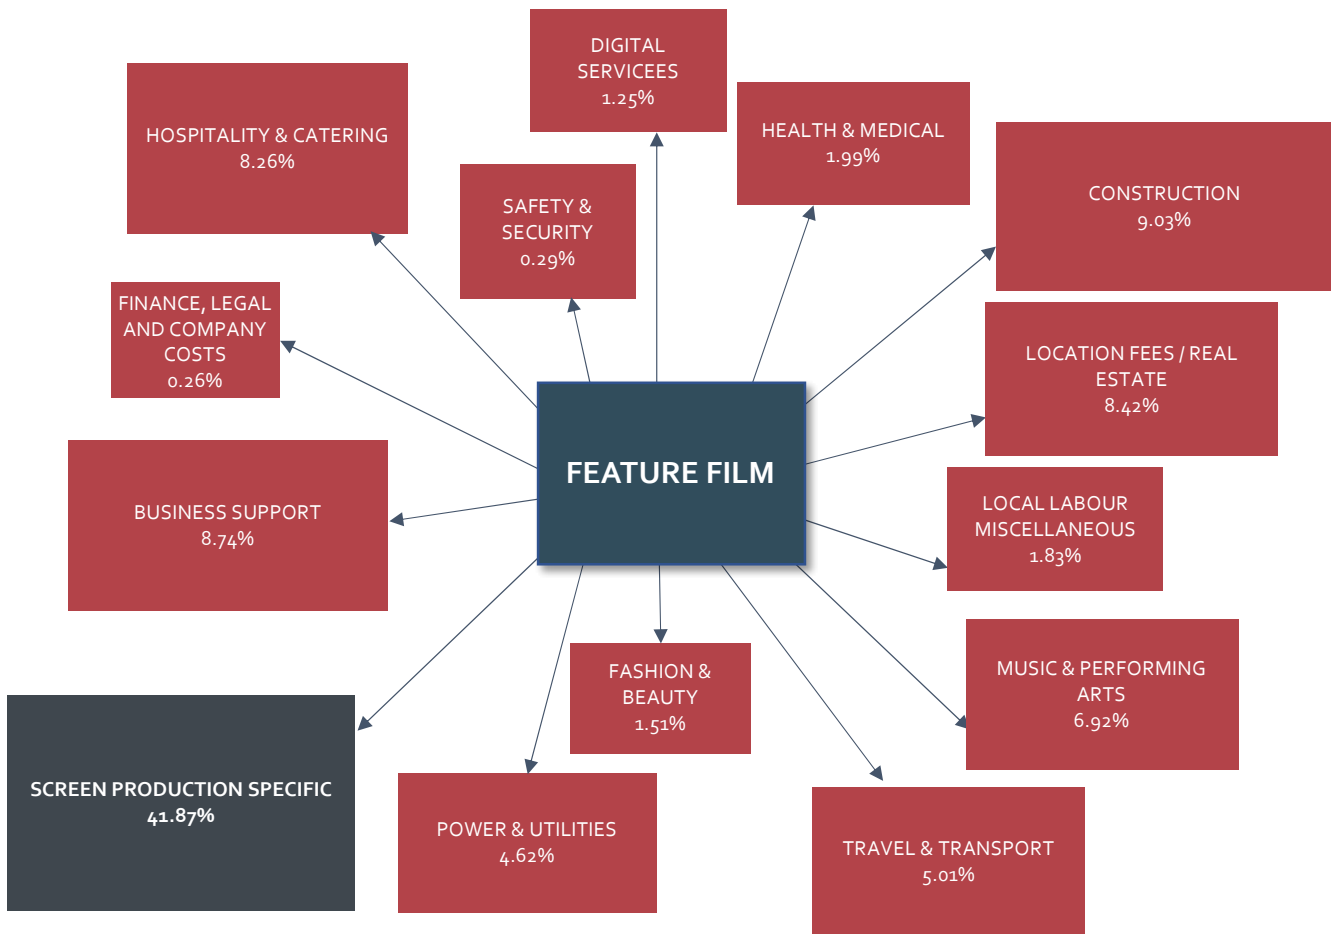 DIGITAL
SERVICEES
1.25%
HOSPITALITY & CATERING
8.26%
HEALTH & MEDICAL
1.99%
CONSTRUCTION
9.03%
SAFETY &
SECURITY
0.29%
FINANCE, LEGAL
AND COMPANY
COSTS
0.26%
LOCATION FEES / REAL
ESTATE
8.42%
FEATURE FILM
BUSINESS SUPPORT
8.74%
LOCAL LABOUR
MISCELLANEOUS
1.83%
FASHION &
BEAUTY
1.51%
MUSIC & PERFORMING
ARTS
6.92%
SCREEN PRODUCTION SPECIFIC
41.87%
POWER & UTILITIES
4.62%
TRAVEL & TRANSPORT
5.01%